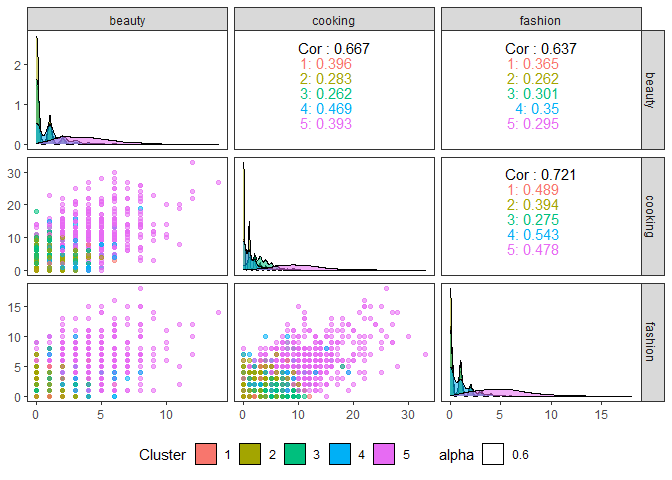 beauty cooking fashion
Cor : 0.667
1: 0.396
2: 0.283
3: 0.262
4: 0.469
5: 0.393
Cor : 0.637
1: 0.365
2: 0.262
3: 0.301
4: 0.35
5: 0.295
beauty
2
1
0
Cor : 0.721
1: 0.489
2: 0.394
3: 0.275
4: 0.543
5: 0.478
cooking
30
20
10
0
fashion
15
10
5
0
0 5 10
0 10 20 30
0 5 10 15
Cluster 1 2 3 4 5 alpha 0.6